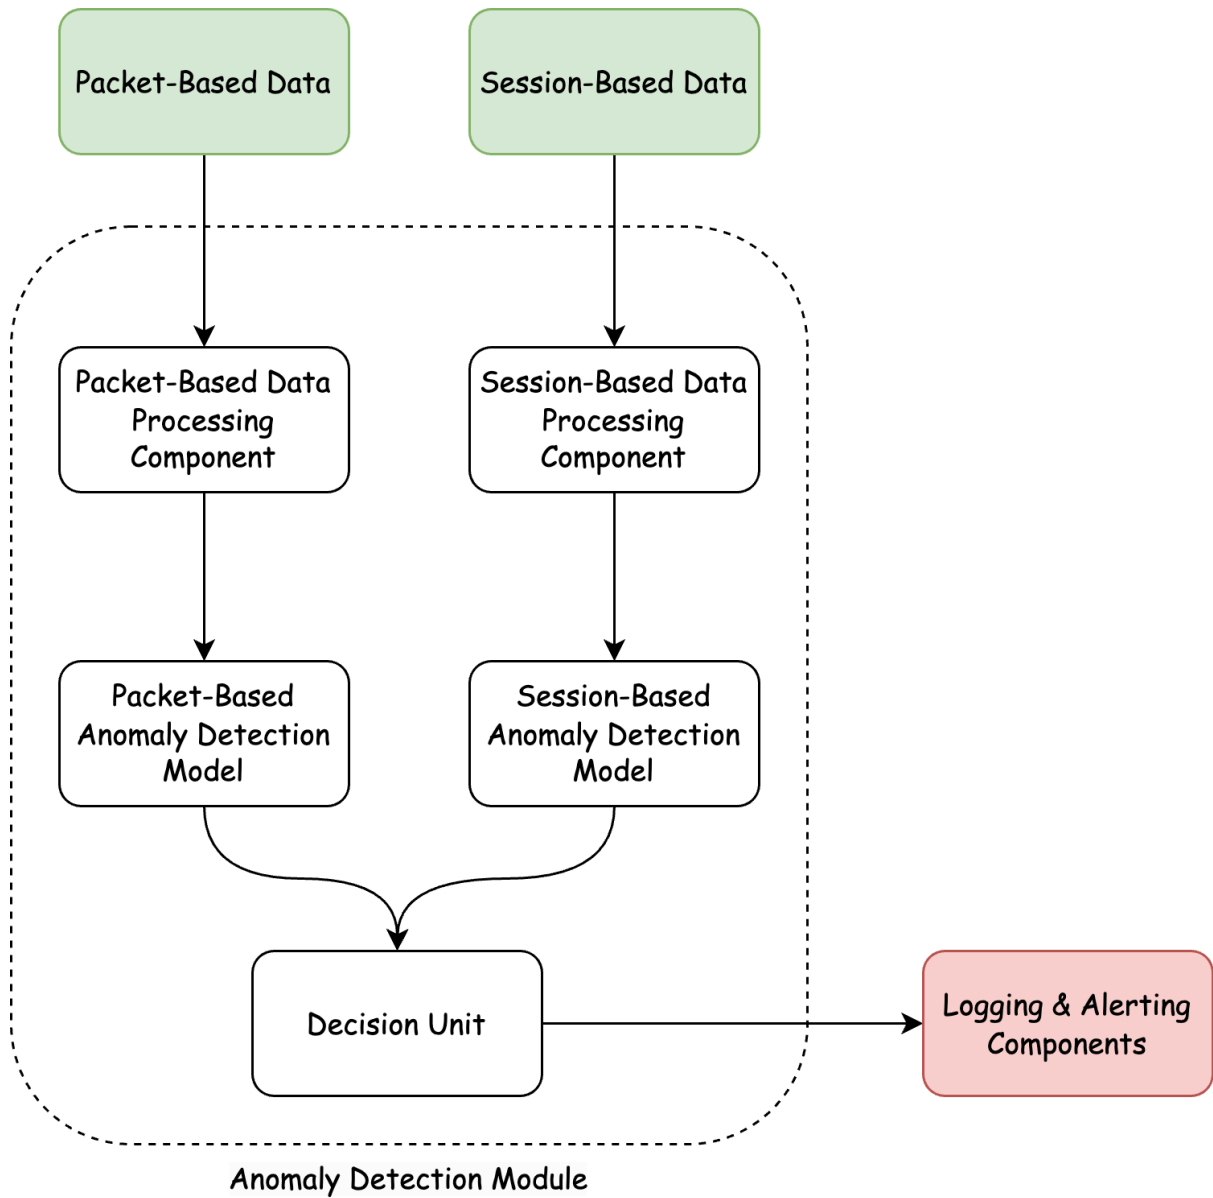 Packet-Based Data
Session-Based Data
Packet-Based Data
Processing
Component
Session-Based Data
Processing
Component
Packet-Based
Anomaly Detection
Model
Session-Based
Anomaly Detection
Model
Decision Unit
Logging & Alerting
Components
Anomaly Detection Module